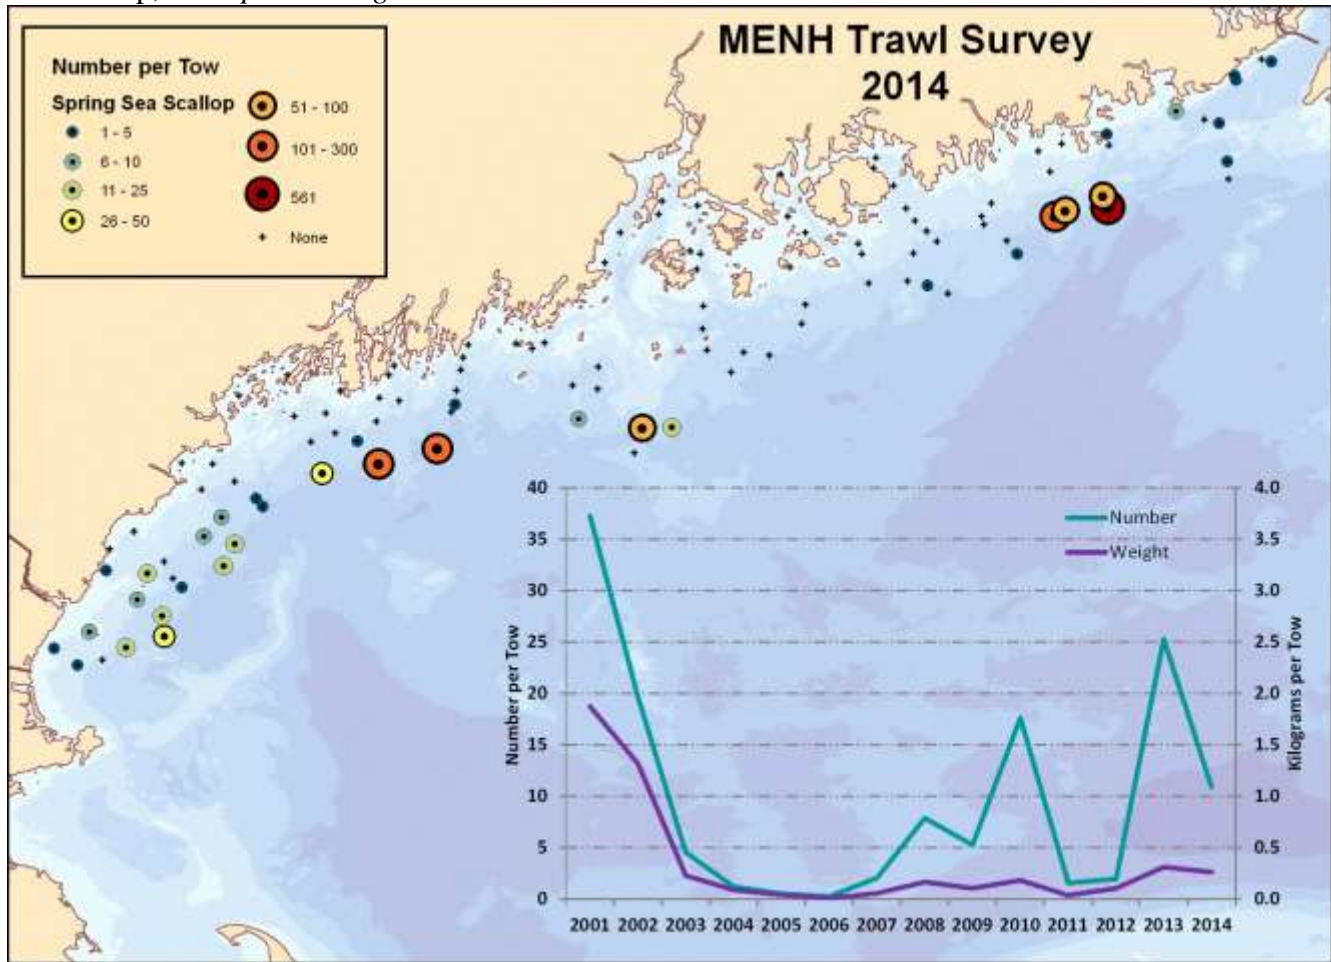 MENH Trawl Survey
2014
Number per Tow
Spring Sea Scallop
1 - 5
6 - 10
11 - 25
26 - 50
51 - 100
101 - 300
561
None
40
35
30
25
20
15
10
5
0
Number per Tow
4.0
3.5
3.0
2.5
2.0
1.5
1.0
0.5
0.0
Kilograms per Tow
Number
Weight
2001 2002 2003 2004 2005 2006 2007 2008 2009 2010 2011 2012 2013 2014